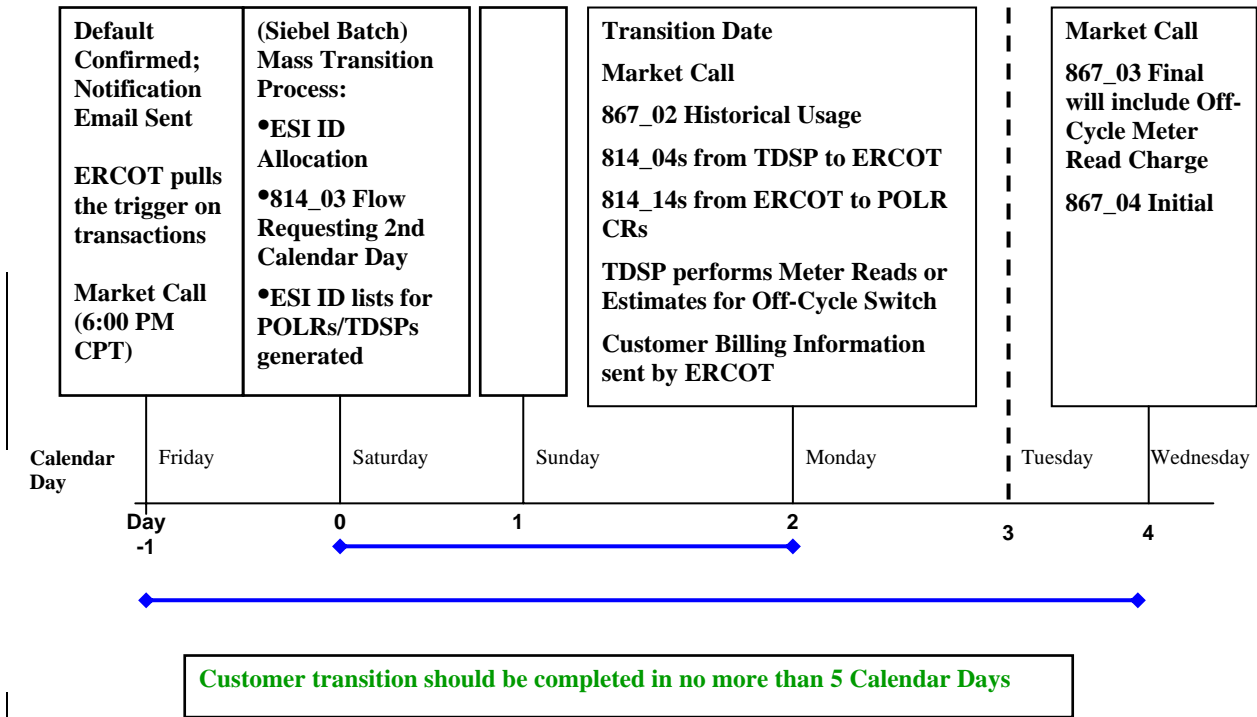 Default
Confirmed;
Notification
Email Sent
ERCOT pulls
the trigger on
transactions
Market Call
(6:00 PM
CPT)
(Siebel Batch)
Mass Transition
Process:
•ESI ID
Allocation
•814_03 Flow
Requesting 2nd
Calendar Day
•ESI ID lists for
POLRs/TDSPs
generated
Transition Date
Market Call
867_02 Historical Usage
814_04s from TDSP to ERCOT
814_14s from ERCOT to POLR
CRs
TDSP performs Meter Reads or
Estimates for Off-Cycle Switch
Customer Billing Information
sent by ERCOT
Market Call
867_03 Final
will include Off-
Cycle Meter
Read Charge
867_04 Initial
Calendar
Day
Friday
Saturday
Sunday
Monday
Tuesday
Wednesday
Day
-1
0
1
2
3
4
Customer transition should be completed in no more than 5 Calendar Days